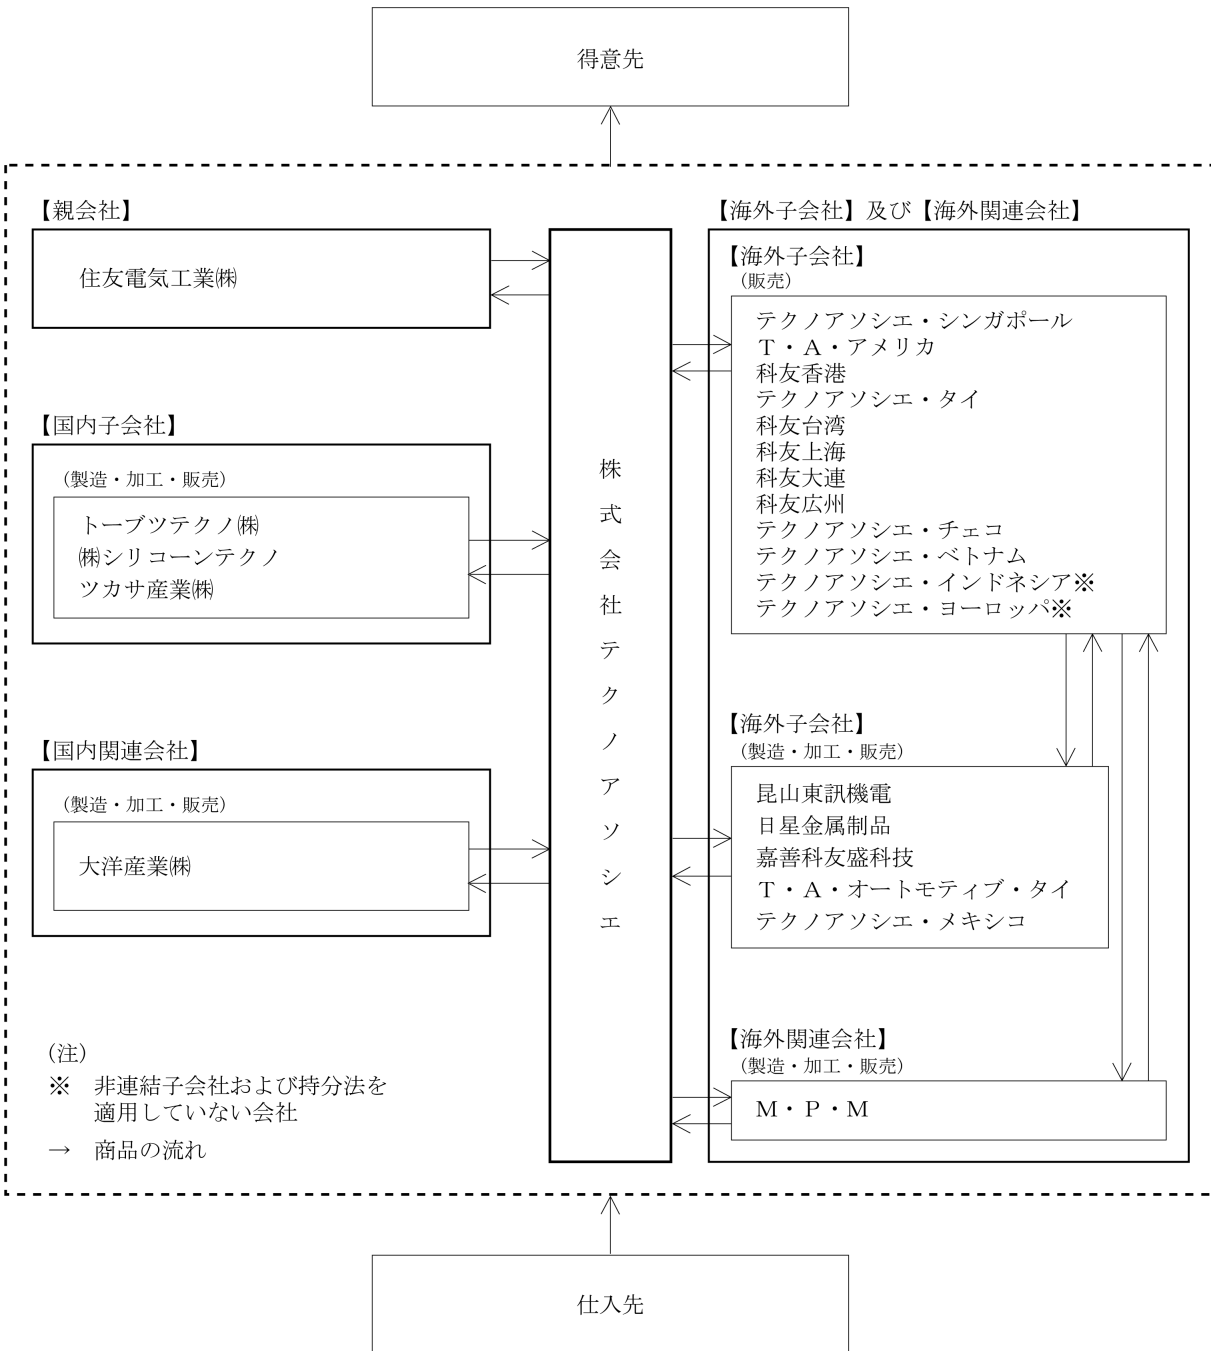 得意先
【親会社】
住友電気工業㈱
【国内子会社】
（製造・加工・販売）
トーブツテクノ㈱
㈱シリコーンテクノ
ツカサ産業㈱
【国内関連会社】
（製造・加工・販売）
大洋産業㈱
（注）
※　非連結子会社および持分法を
適用していない会社
→　商品の流れ
株式会社テクノアソシエ
【海外子会社】及び【海外関連会社】
【海外子会社】
（販売）
テクノアソシエ・シンガポール
Ｔ・Ａ・アメリカ
科友香港
テクノアソシエ・タイ
科友台湾
科友上海
科友大連
科友広州
テクノアソシエ・チェコ
テクノアソシエ・ベトナム
テクノアソシエ・インドネシア※
テクノアソシエ・ヨーロッパ※
【海外子会社】
（製造・加工・販売）
昆山東訊機電
日星金属制品
嘉善科友盛科技
Ｔ・Ａ・オートモティブ・タイ
テクノアソシエ・メキシコ
【海外関連会社】
（製造・加工・販売）
Ｍ・Ｐ・Ｍ
仕入先